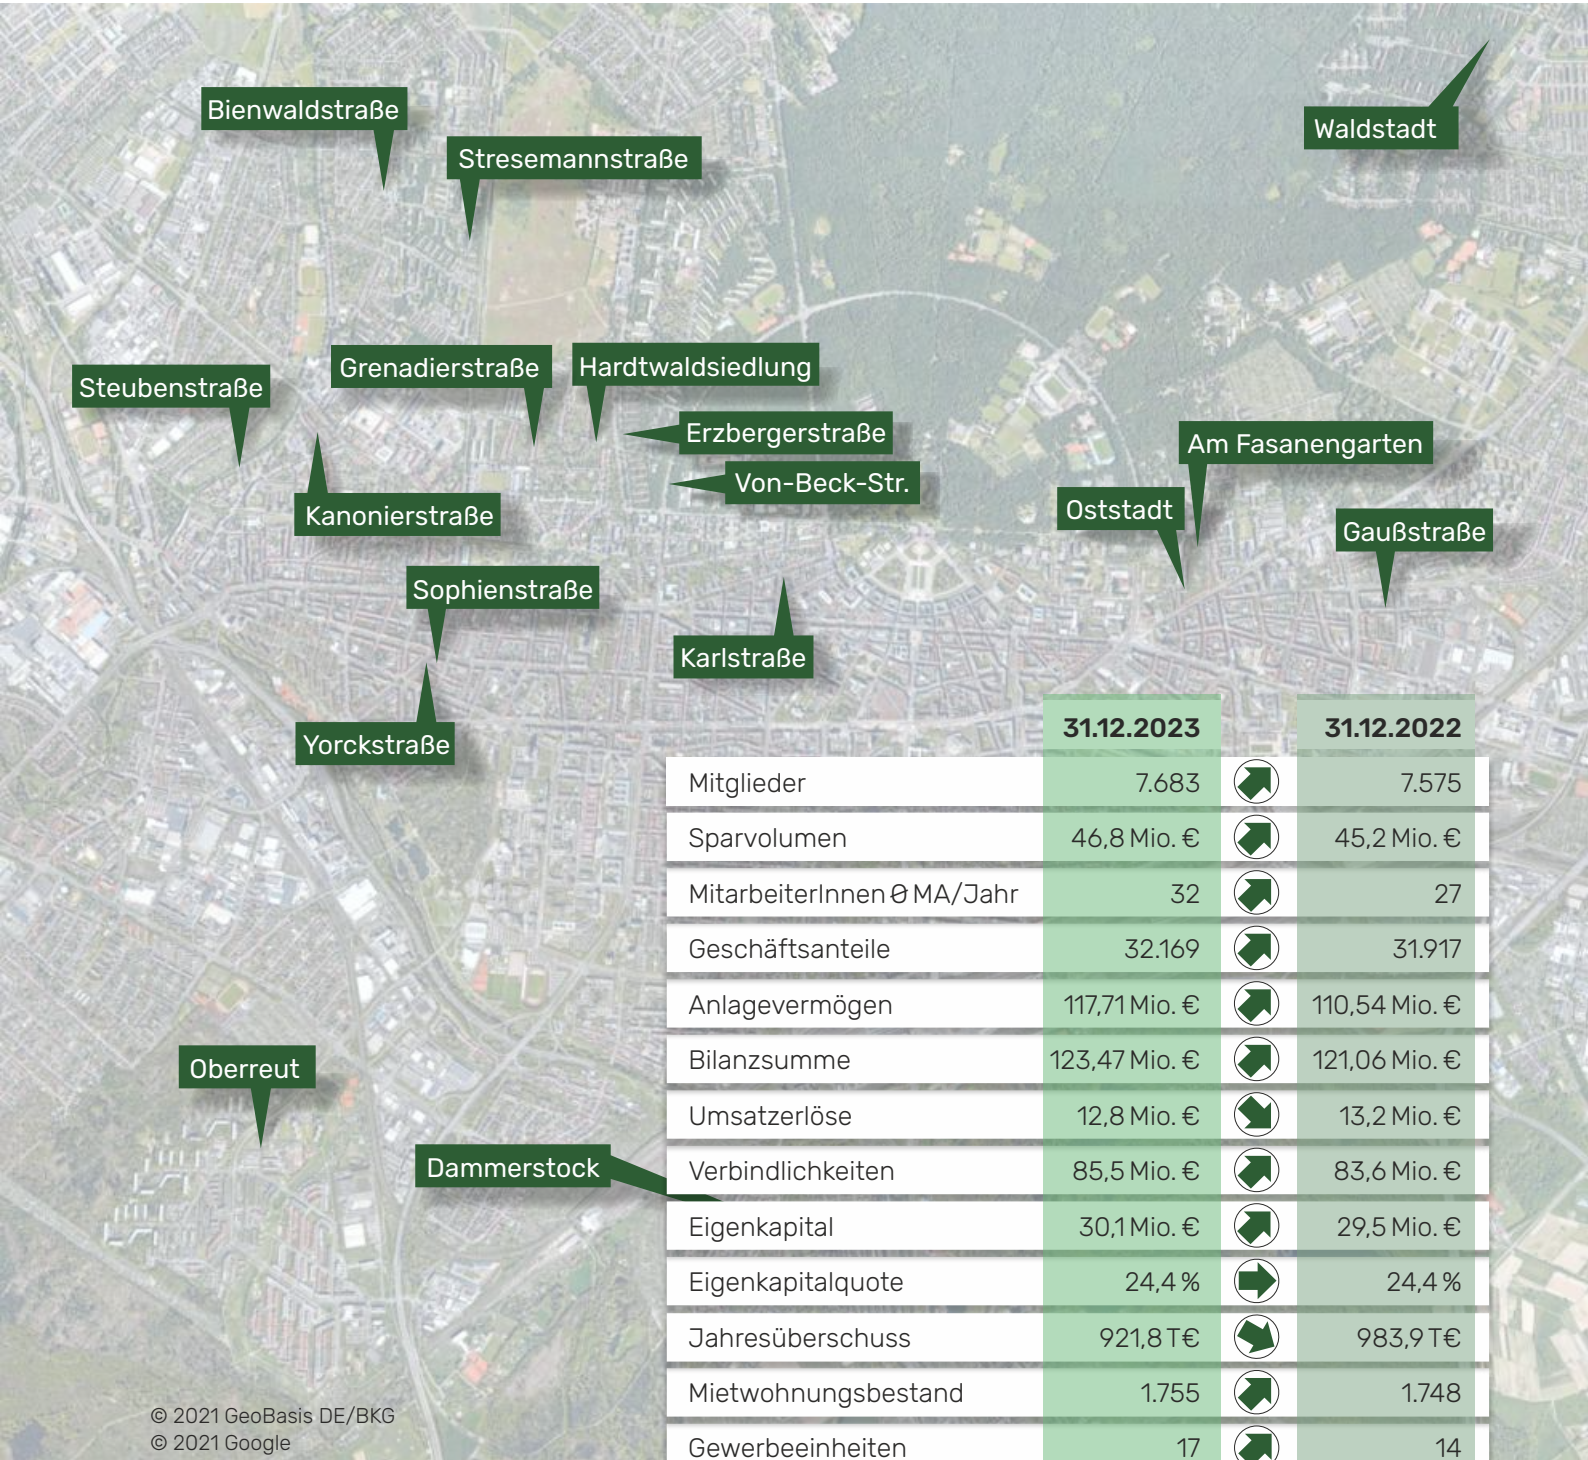 Bienwaldstraße
Stresemannstraße
Waldstadt
Steubenstraße
Grenadierstraße
Hardtwaldsiedlung
Erzbergerstraße
Von-Beck-Str.
Am Fasanengarten
Oststadt
Gaußstraße
Kanonierstraße
Sophienstraße
Karlstraße
Yorckstraße
Oberreut
Dammerstock
31.12.2023 31.12.2022
Mitglieder 7.683 7.575
Sparvolumen 46,8 Mio. € 45,2 Mio. €
MitarbeiterInnen & MA/Jahr 32 27
Geschäftsanteile 32.169 31.917
Anlagevermögen 117,71 Mio. € 110,54 Mio. €
Bilanzsumme 123,47 Mio. € 121,06 Mio. €
Umsatzerlöse 12,8 Mio. € 13,2 Mio. €
Verbindlichkeiten 85,5 Mio. € 83,6 Mio. €
Eigenkapital 30,1 Mio. € 29,5 Mio. €
Eigenkapitalquote 24,4 % 24,4 %
Jahresüberschuss 921,8 T€ 983,9 T€
Mietwohnungsbestand 1.755 1.748
Gewerbeeinheiten 17 14
© 2021 GeoBasis DE/BKG
© 2021 Google